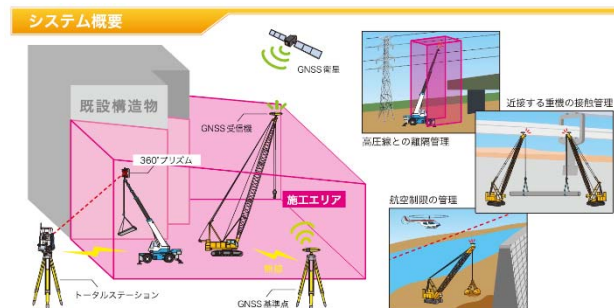 システム概要
GNSS衛星
既設構造物
GNSS受信機
360°プリズム
施工エリア
無線
トータルステーション
GNSS基準点
高圧線との離隔管理
近接する重機の接触管理
航空制限の管理